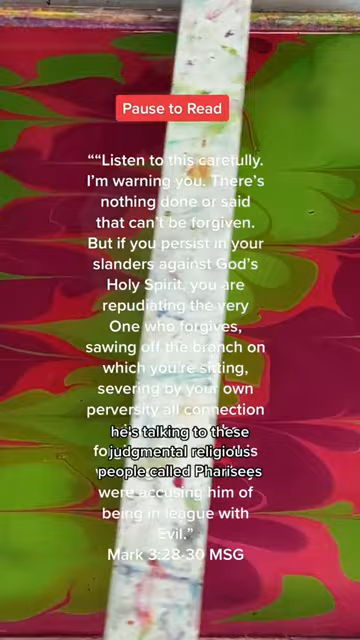 Pause to Read
““Listen to this carefully.
I'm warning you. There's
nothing done or said
that can't be forgiven.
But if you persist in your
slanders against God's
Holy Spirit, you are
repudiating the very
One who forgives,
sawing off the branch on
which you're sitting,
severing by your own
perversity all connection
he's talking to these
judgmental religious
people called Pharisees
were accusing him of
being in league with
Evil.”
Mark 3:28-30 MSG